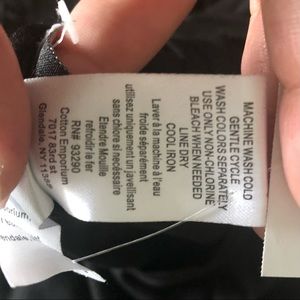 MACHINE WASH COLD
GENTLE CYCLE
WASH COLORS SEPARATELY
USE ONLY NON-CHLORINE
BLEACH WHEN NEEDED
LINE DRY
COOL IRON
Laver à la machine à l'eau
froide séparément
utilisez uniquement un javellisant
sans chlore si nécessaire
Etendre Mouille
refroidir le fer
RN# 93290
Cotton Emporium
7017 83rd st
Glendale, NY 11385